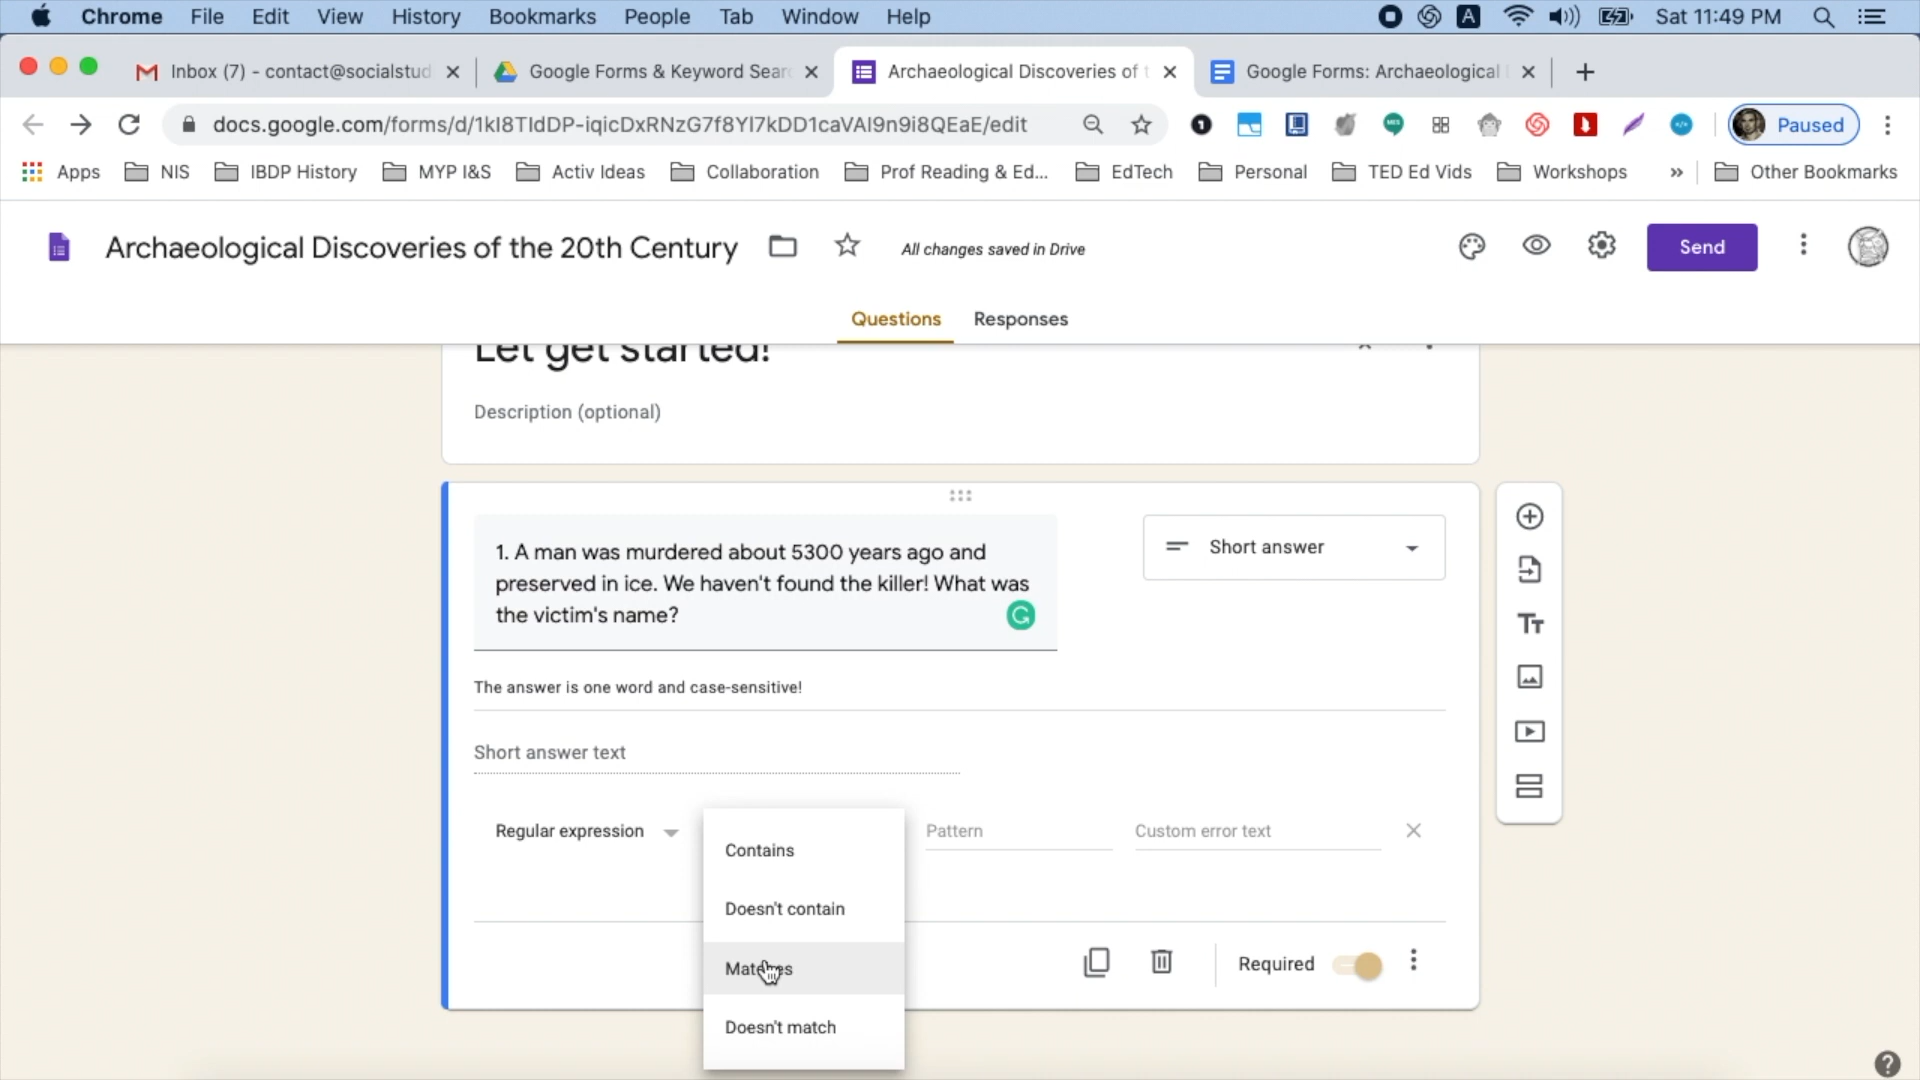 Chrome File Edit View History Bookmarks People Tab Window Help A Sat 11:49 PM
Inbox (7) - contact@socialstud
Google Forms & Keyword Sear
Archaeological Discoveries of t
Google Forms: Archaeological
docs.google.com/forms/d/1kI8TIdDP-iqicDxRNzG7f8Yl7kDD1caVAI9n9i8QEaE/edit
Paused
Apps NIS IBDP History MYP I&S Activ Ideas Collaboration Prof Reading & Ed... EdTech Personal TED Ed Vids Workshops » Other Bookmarks
Archaeological Discoveries of the 20th Century
All changes saved in Drive
Send
Questions Responses
Let get started!
Description (optional)
1. A man was murdered about 5300 years ago and
preserved in ice. We haven't found the killer! What was
the victim's name?
Short answer
The answer is one word and case-sensitive!
Short answer text
Regular expression
Contains
Doesn't contain
Matches
Doesn't match
Pattern
Custom error text
Required